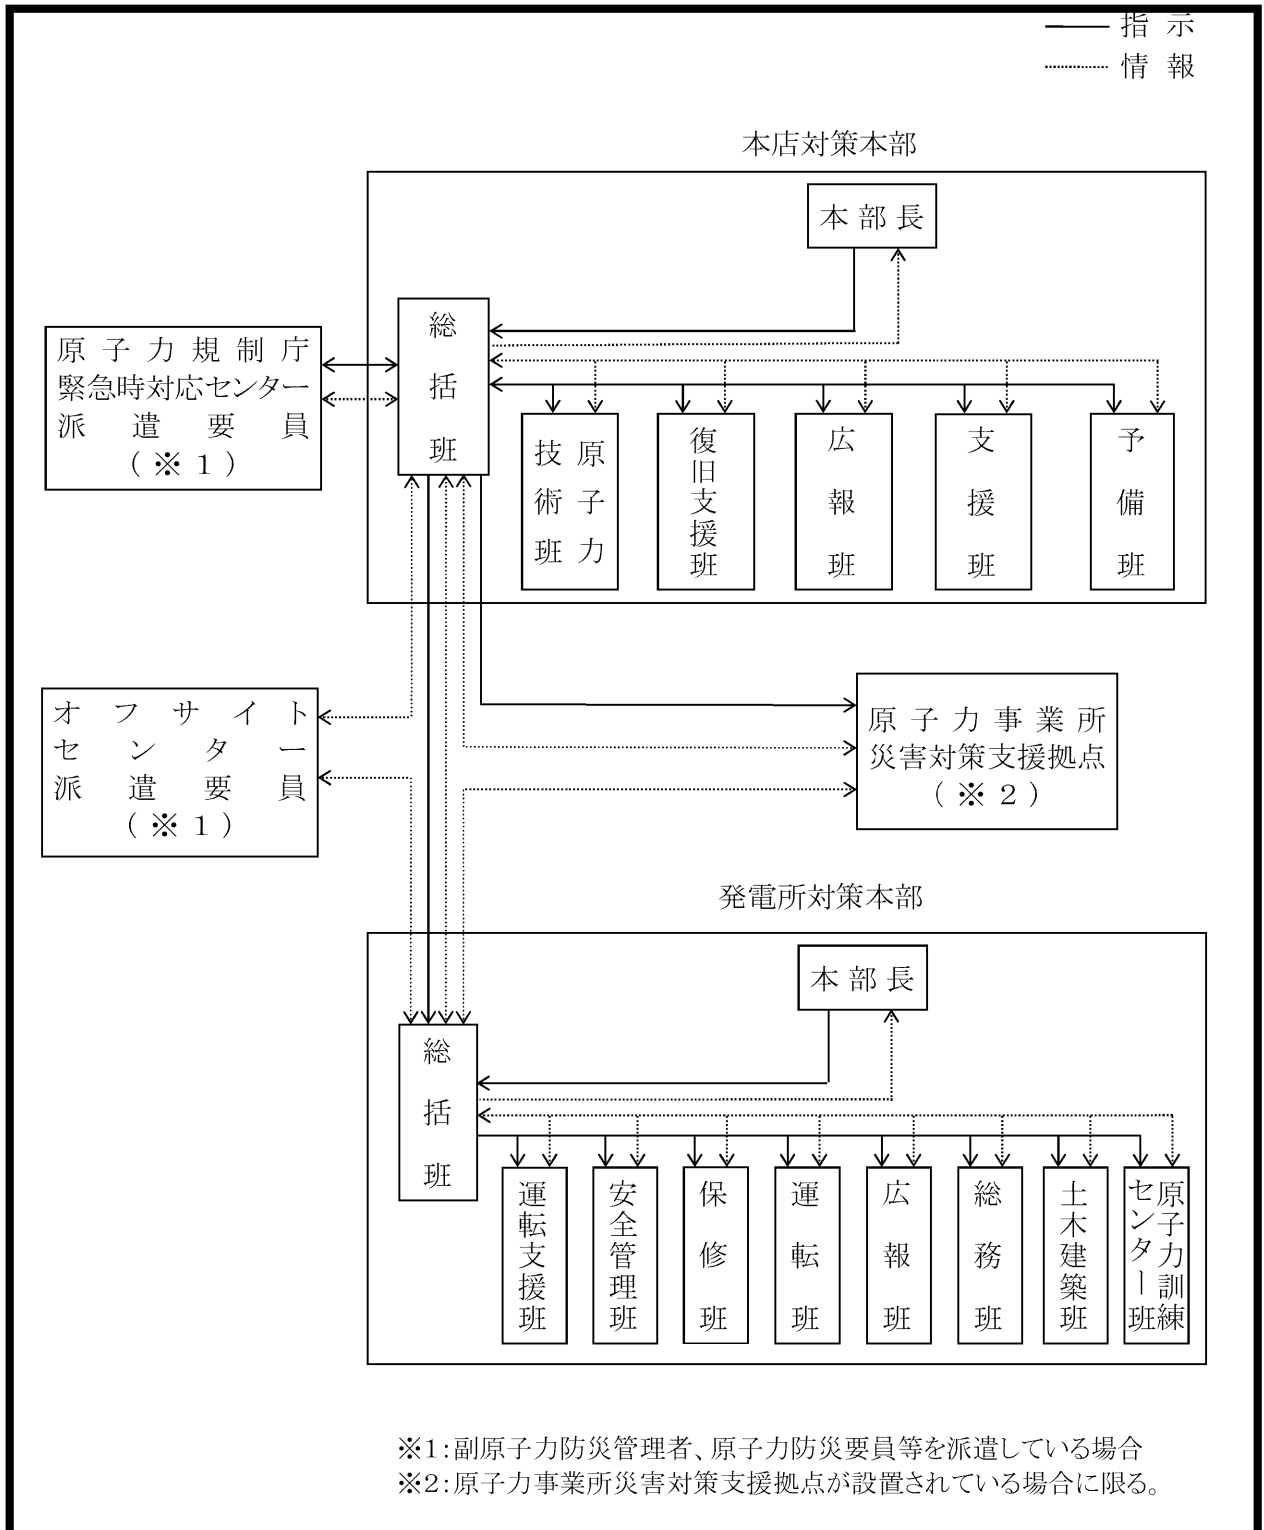 指示
情報
本店対策本部
本部長
総括班
原子力規制庁
緊急時対応センター
派遣要員
(※1)
原子力
技術班
復旧支援班
広報班
支援班
予備班
オフサイト
センター
派遣要員
(※1)
原子力事業所
災害対策支援拠点
(※2)
発電所対策本部
本部長
総括班
運転支援班
安全管理班
保修班
運転班
広報班
総務班
土木建築班
原子力訓練
センター班
※1:副原子力防災管理者、原子力防災要員等を派遣している場合
※2:原子力事業所災害対策支援拠点が設置されている場合に限る。